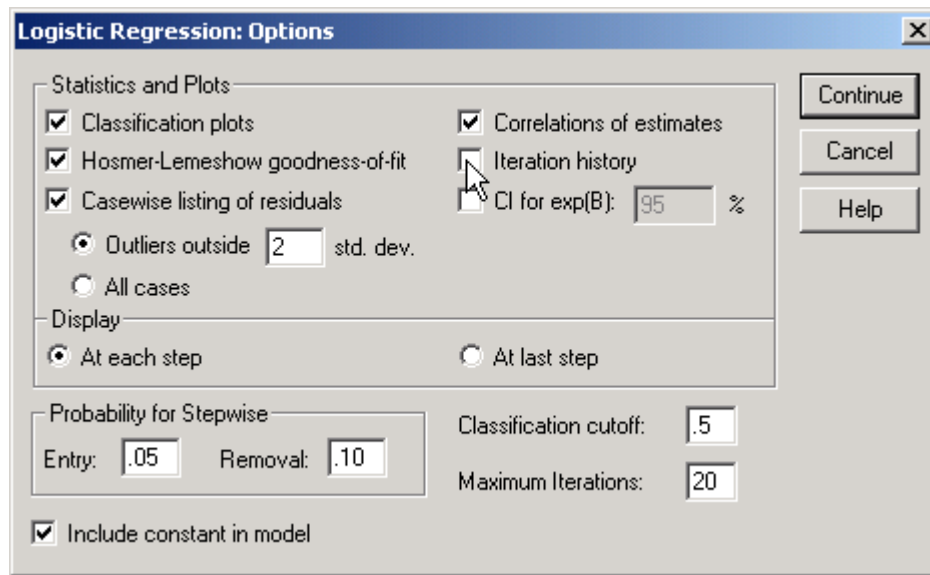 Logistic Regression: Options
Statistics and Plots
Classification plots
Correlations of estimates
Hosmer-Lemeshow goodness-of-fit
Iteration history
Casewise listing of residuals
CI for exp(B): 95 %
Outliers outside 2 std. dev.
All cases
Display
At each step
At last step
Probability for Stepwise
Entry: .05 Removal: .10
Classification cutoff: .5
Maximum Iterations: 20
Include constant in model
Continue
Cancel
Help